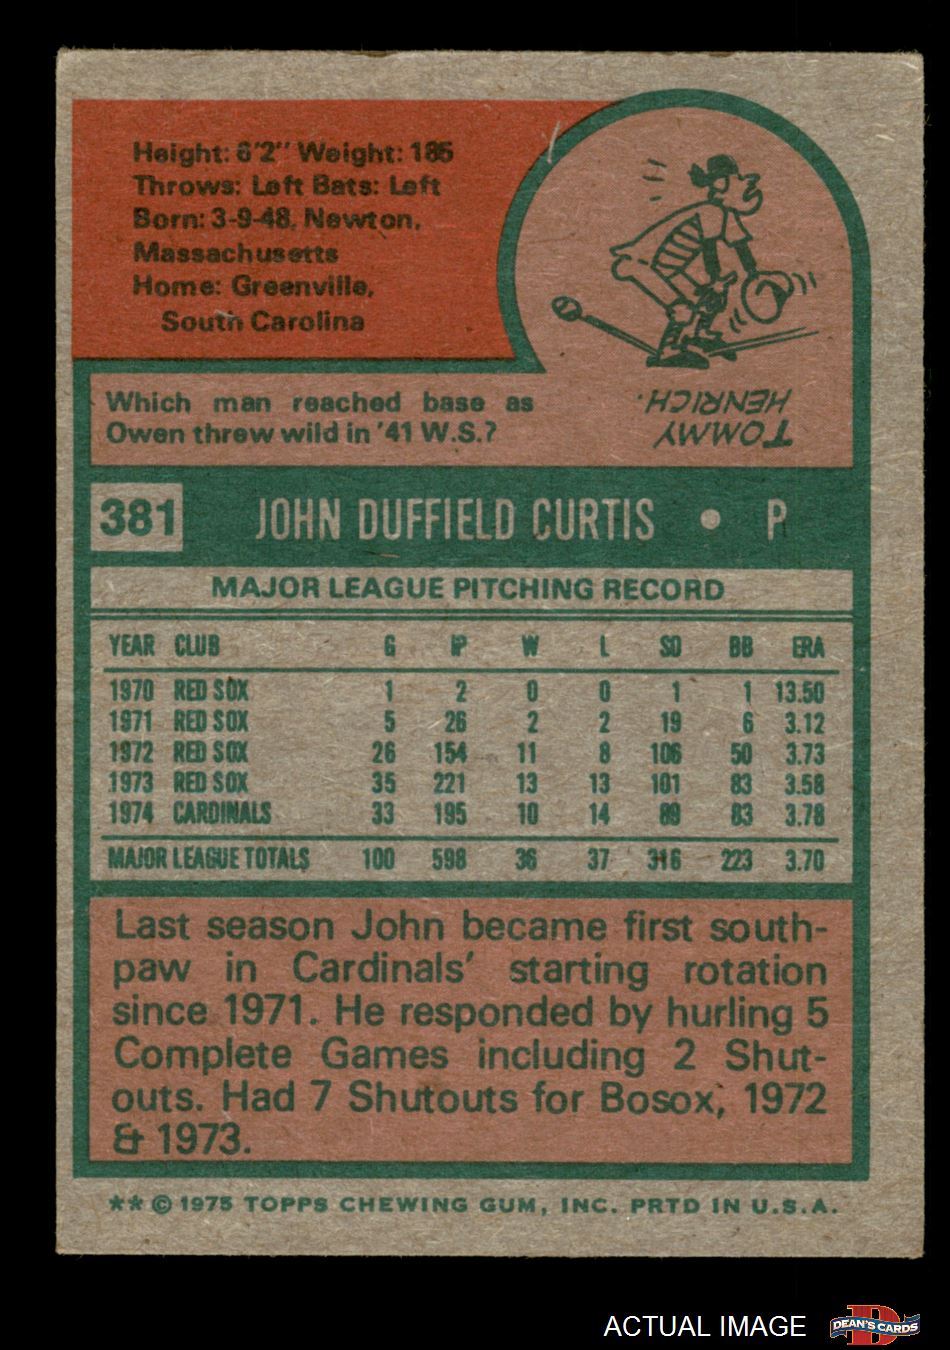 Height: 6'2" Weight: 185
Throws: Left Bats: Left
Born: 3-9-48, Newton,
Massachusetts
Home: Greenville,
South Carolina
Which man reached base as
Owen threw wild in '41 W.S.?
TOMMY
HENRICH.
381 JOHN DUFFIELD CURTIS • P
MAJOR LEAGUE PITCHING RECORD
YEAR CLUB G IP W L SO BB ERA
1970 RED SOX 1 2 0 0 1 1 13.50
1971 RED SOX 5 26 2 2 19 6 3.12
1972 RED SOX 26 154 11 8 106 50 3.73
1973 RED SOX 35 221 13 13 101 83 3.58
1974 CARDINALS 33 195 10 14 89 83 3.78
MAJOR LEAGUE TOTALS 100 598 36 37 316 223 3.70
Last season John became first south-
paw in Cardinals' starting rotation
since 1971. He responded by hurling 5
Complete Games including 2 Shut-
outs. Had 7 Shutouts for Bosox, 1972
& 1973.
** © 1975 TOPPS CHEWING GUM, INC. PRTD IN U.S.A.
ACTUAL IMAGE DEAN'S CARDS